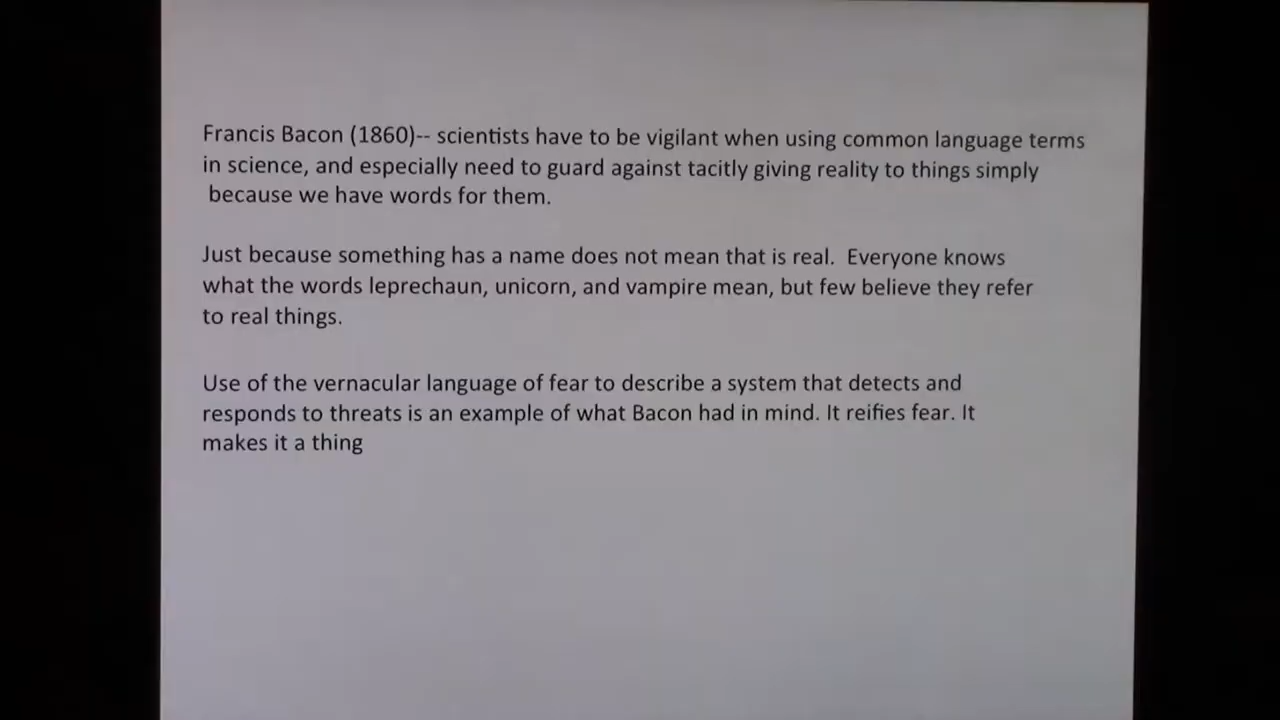 Francis Bacon (1860)-- scientists have to be vigilant when using common language terms
in science, and especially need to guard against tacitly giving reality to things simply
because we have words for them.
Just because something has a name does not mean that is real.  Everyone knows
what the words leprechaun, unicorn, and vampire mean, but few believe they refer
to real things.
Use of the vernacular language of fear to describe a system that detects and
responds to threats is an example of what Bacon had in mind. It reifies fear. It
makes it a thing